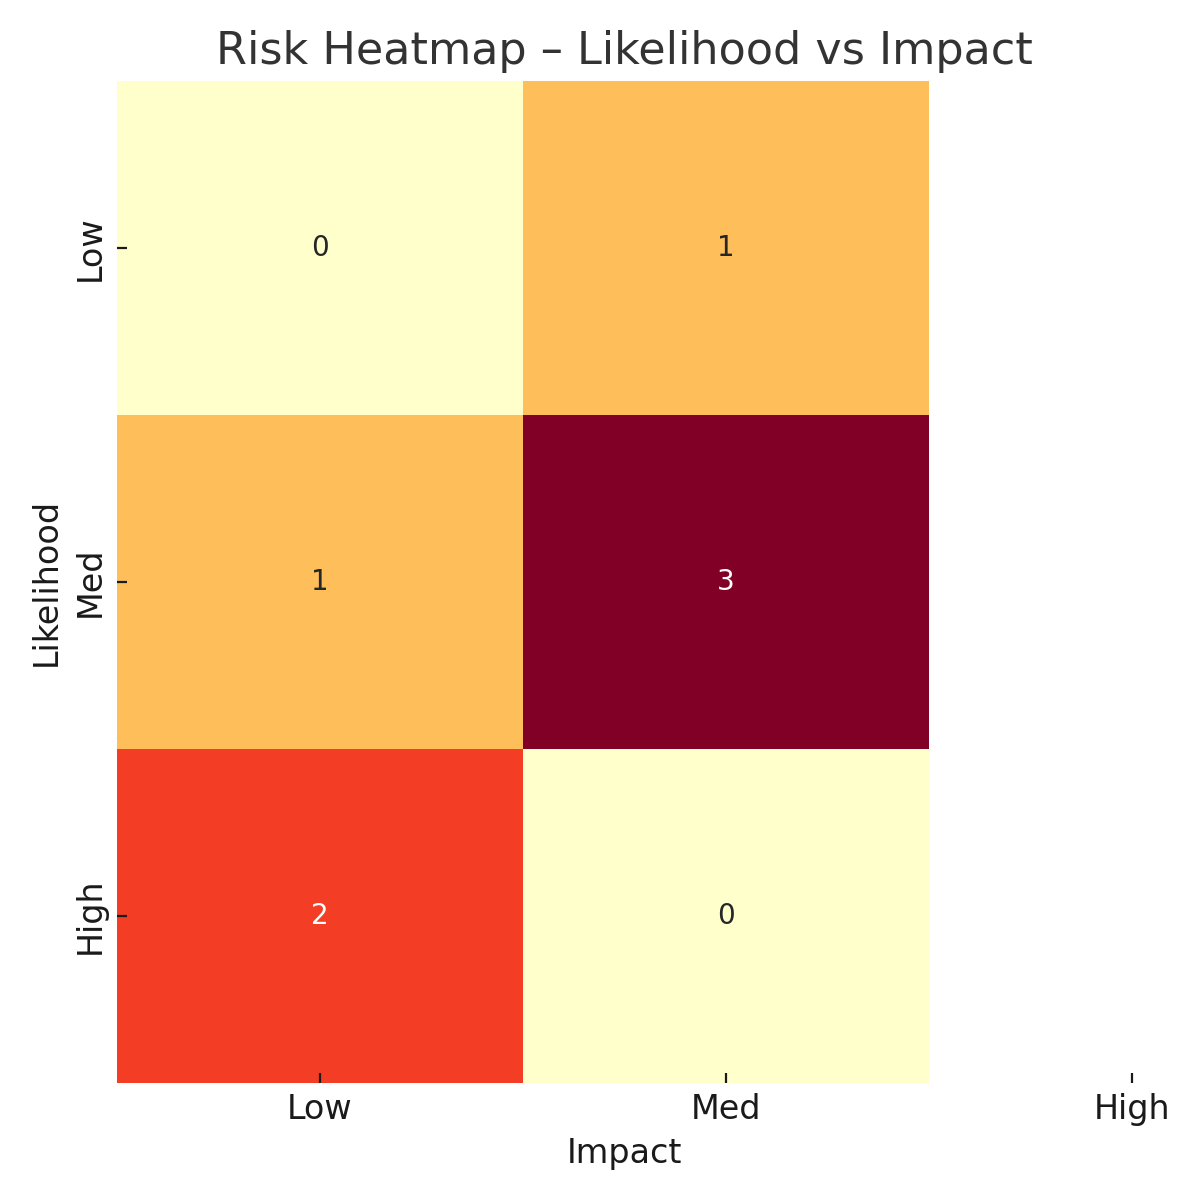 Risk Heatmap – Likelihood vs Impact
Likelihood
Low
0
1
Med
1
3
High
2
0
Low
Med
High
Impact